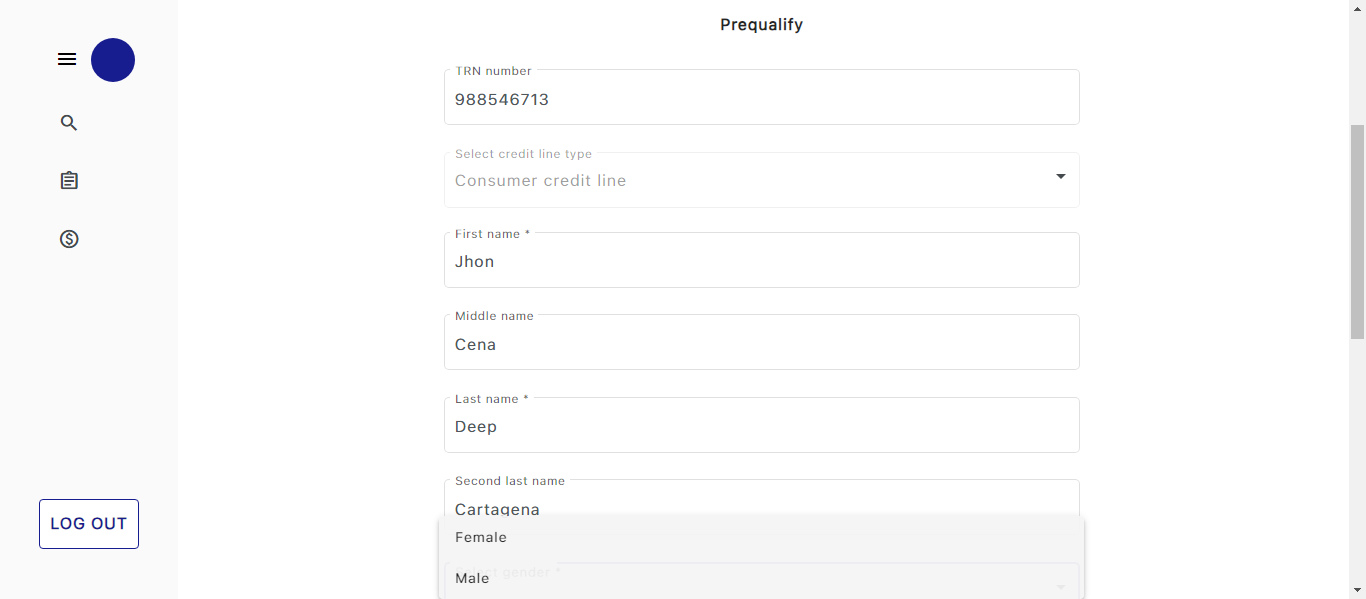 Prequalify
TRN number
988546713
Select credit line type
Consumer credit line
First name *
Jhon
Middle name
Cena
Last name *
Deep
Second last name
Cartagena
Female
Select gender *
Male
LOG OUT